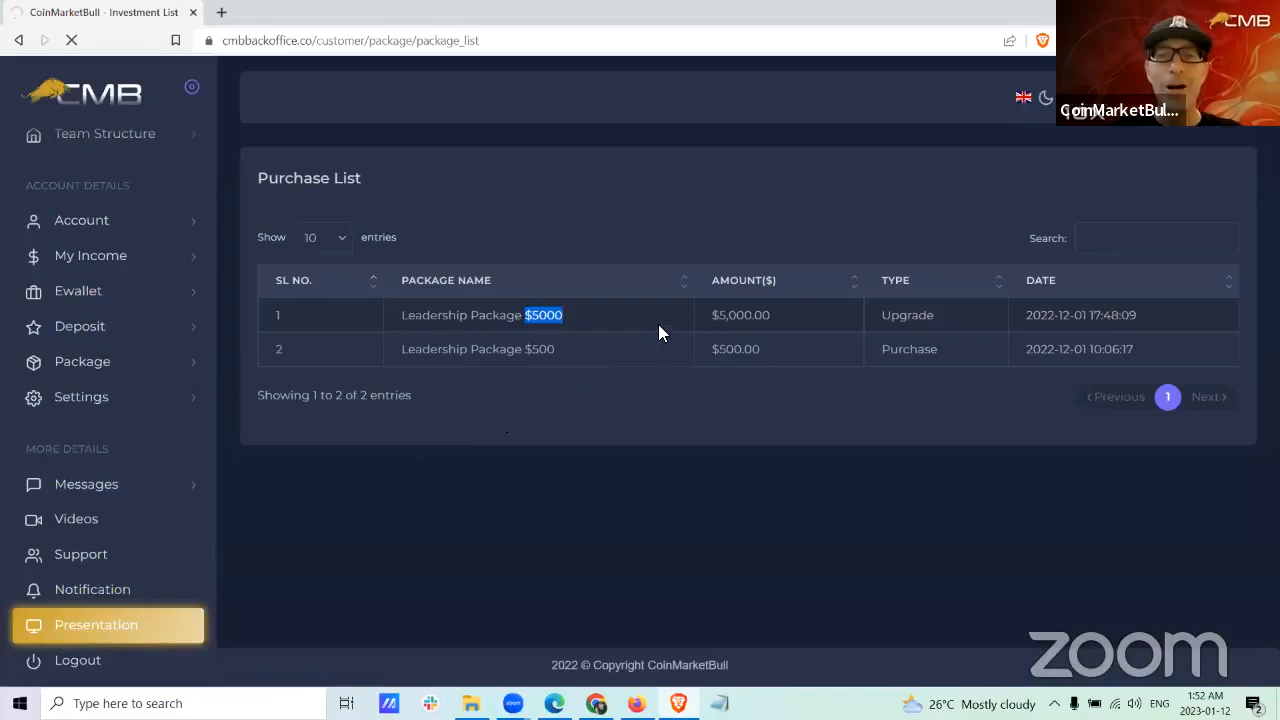 CoinMarketBull - Investment List
cmbbackoffice.co/customer/package/package_list
CMB
CMB
CoinMarketBul...
Team Structure
ACCOUNT DETAILS
Account
My Income
Ewallet
Deposit
Package
Settings
MORE DETAILS
Messages
Videos
Support
Notification
Presentation
Logout
Purchase List
Show 10 entries
Search:
SL NO. PACKAGE NAME AMOUNT($) TYPE DATE
1 Leadership Package $5000 $5,000.00 Upgrade 2022-12-01 17:48:09
2 Leadership Package $500 $500.00 Purchase 2022-12-01 10:06:17
Showing 1 to 2 of 2 entries
Previous 1 Next
2022 © Copyright CoinMarketBull
zoom
Type here to search
zoom
26°C Mostly cloudy
ENG
1:52 AM
2023-01-12
2